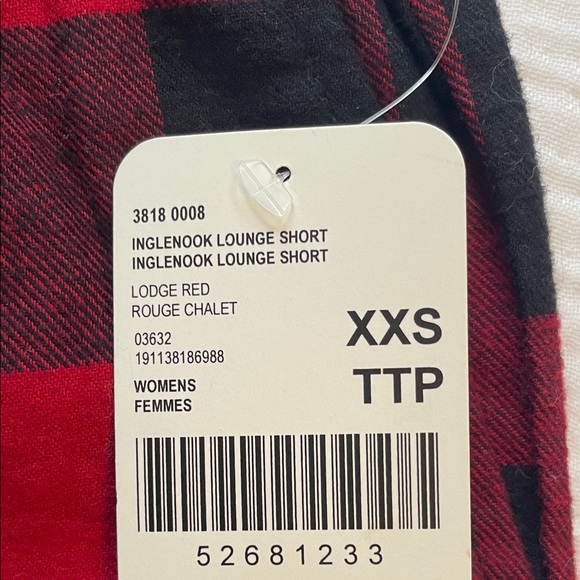 3818 0008
INGLENOOK LOUNGE SHORT
INGLENOOK LOUNGE SHORT
LODGE RED
ROUGE CHALET
03632
191138186988
WOMENS
FEMMES
XXS
TTP
52681233